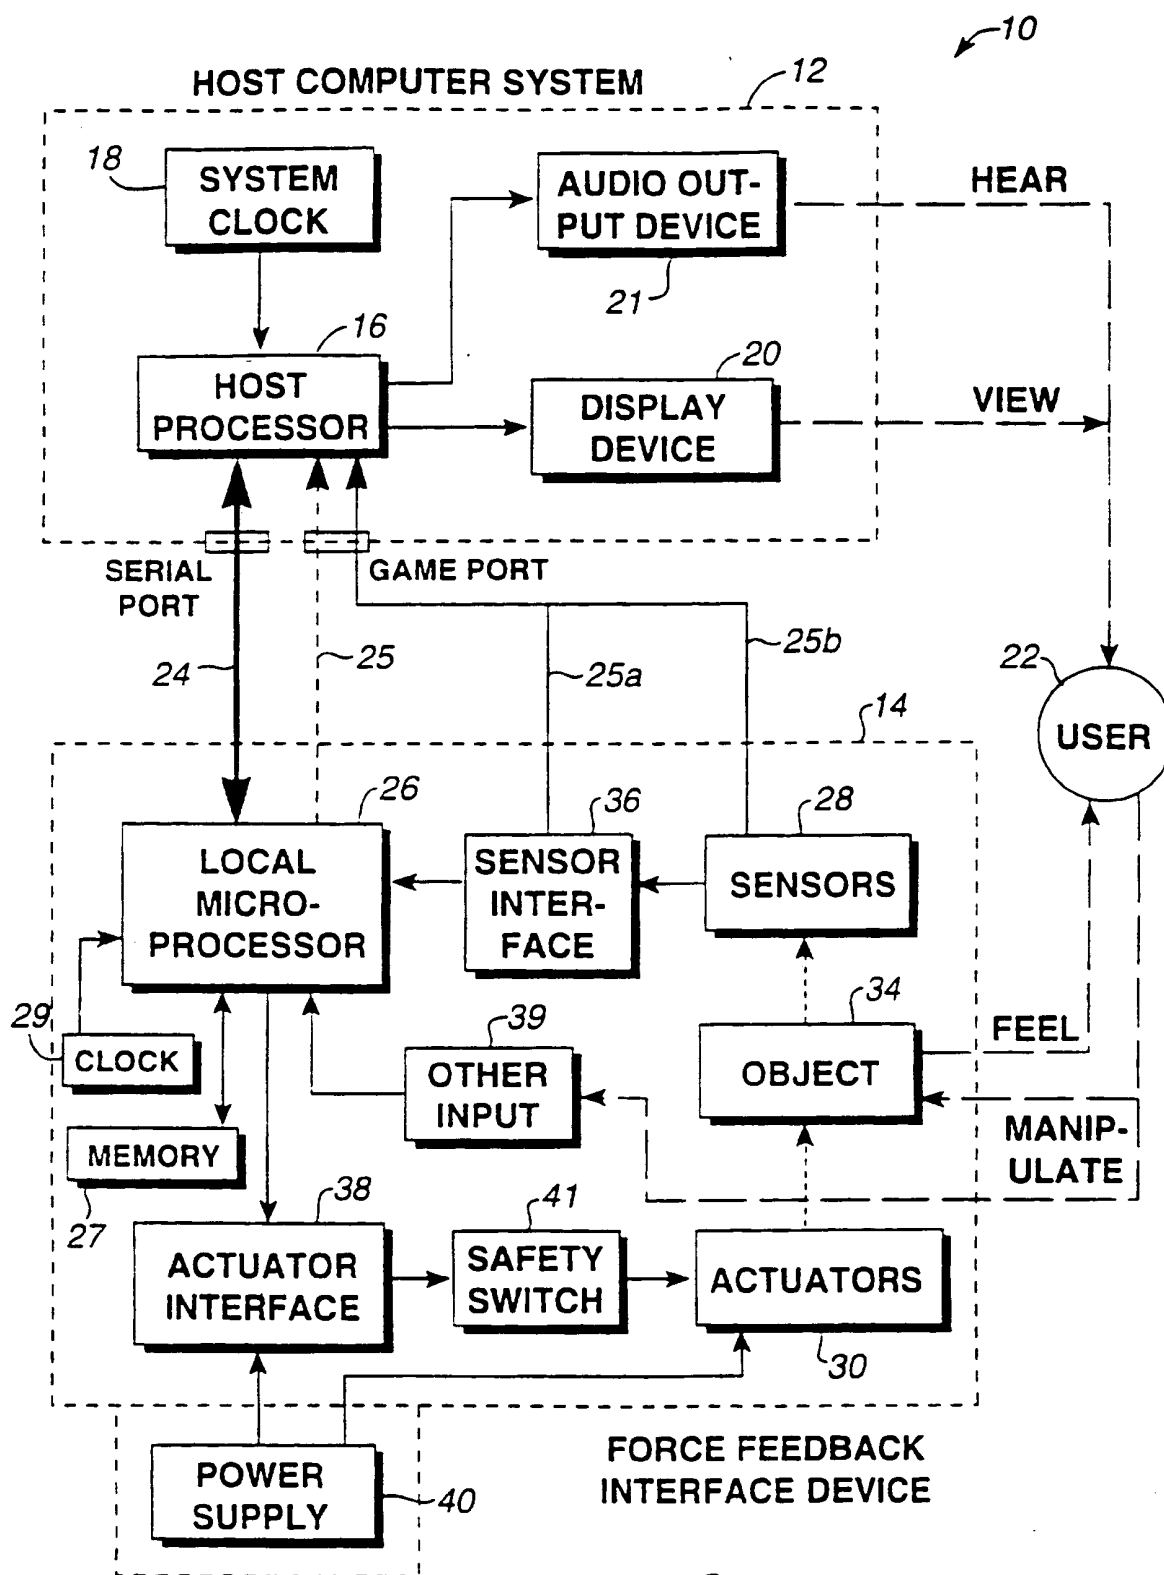 10
HOST COMPUTER SYSTEM
12
18
SYSTEM
CLOCK
AUDIO OUT-
PUT DEVICE
21
HEAR
16
HOST
PROCESSOR
20
DISPLAY
DEVICE
VIEW
SERIAL
PORT
GAME PORT
24
25
25a
25b
22
USER
14
26
LOCAL
MICRO-
PROCESSOR
36
SENSOR
INTER-
FACE
28
SENSORS
29
CLOCK
39
OTHER
INPUT
34
OBJECT
FEEL
MANIP-
ULATE
MEMORY
27
38
ACTUATOR
INTERFACE
41
SAFETY
SWITCH
ACTUATORS
30
POWER
SUPPLY
40
FORCE FEEDBACK
INTERFACE DEVICE